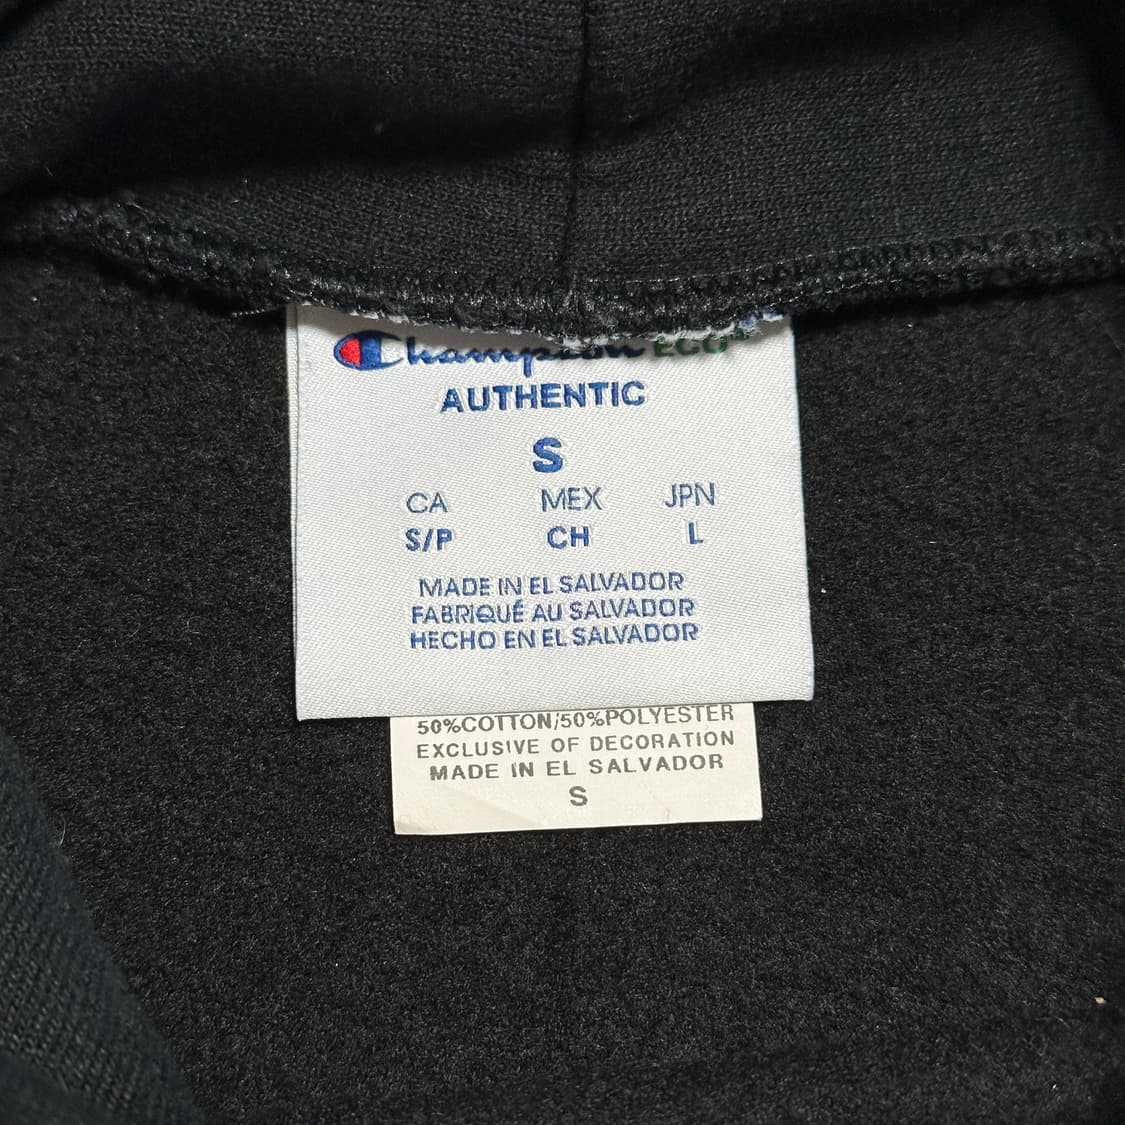 Champion ECO
AUTHENTIC
S
CA MEX JPN
S/P CH L
MADE IN EL SALVADOR
FABRIQUÉ AU SALVADOR
HECHO EN EL SALVADOR
50%COTTON/50%POLYESTER
EXCLUSIVE OF DECORATION
MADE IN EL SALVADOR
S